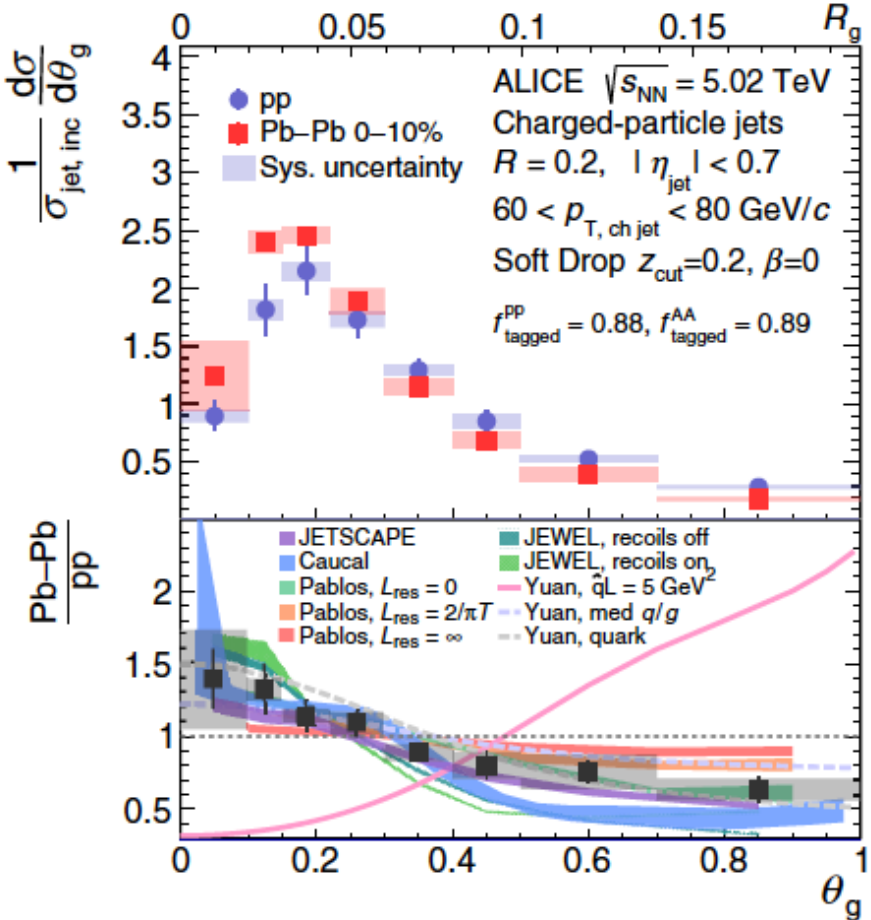 0 0.05 0.1 0.15 R_g
1/σ_jet, inc dσ/dθ_g
4
3.5
3
2.5
2
1.5
1
0.5
pp
Pb–Pb 0–10%
Sys. uncertainty
ALICE √s_NN = 5.02 TeV
Charged-particle jets
R = 0.2, | η_jet | < 0.7
60 < p_T, ch jet < 80 GeV/c
Soft Drop z_cut=0.2, β=0
f^pp_tagged = 0.88, f^AA_tagged = 0.89
Pb–Pb/pp
2
1.5
1
0.5
JETSCAPE
Caucal
Pablos, L_res = 0
Pablos, L_res = 2/πT
Pablos, L_res = ∞
JEWEL, recoils off
JEWEL, recoils on
Yuan, q̂L = 5 GeV²
Yuan, med q/g
Yuan, quark
0 0.2 0.4 0.6 0.8 1
θ_g